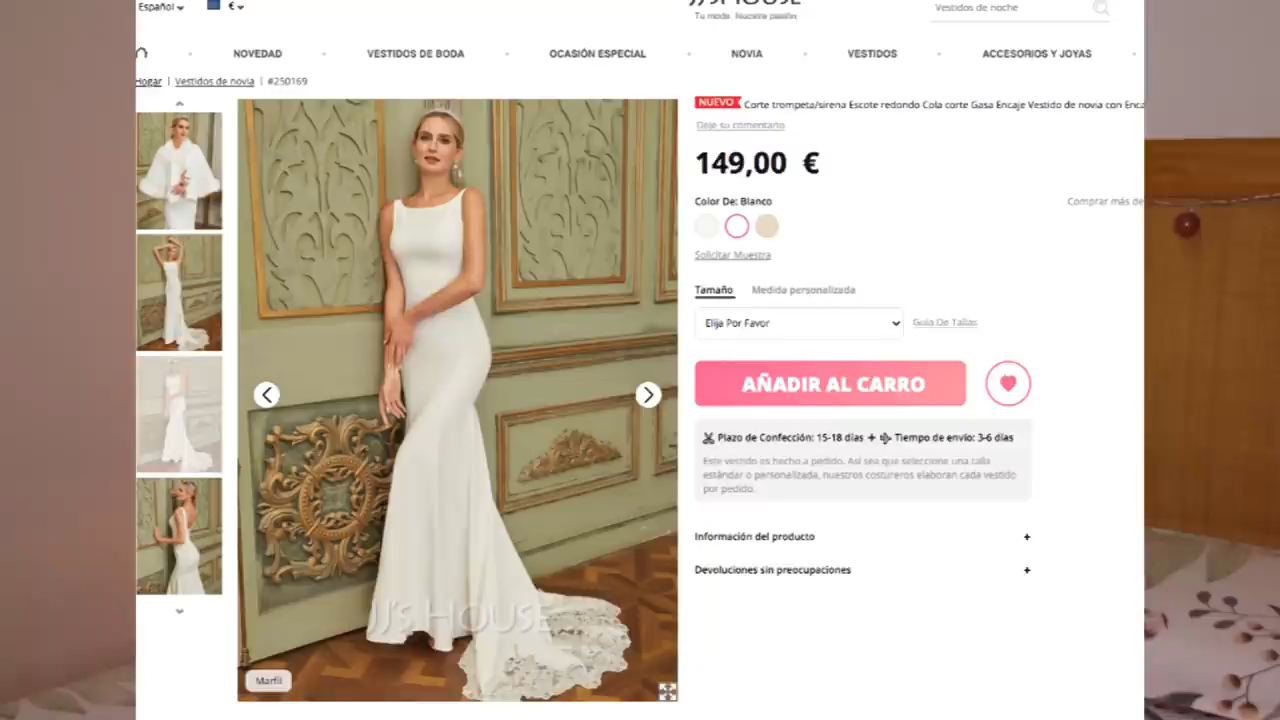 Español €
JJ'S HOUSE
Tu moda. Nuestra pasión.
Vestidos de noche
NOVEDAD VESTIDOS DE BODA OCASIÓN ESPECIAL NOVIA VESTIDOS ACCESORIOS Y JOYAS
Hogar | Vestidos de novia | #250169
NUEVO Corte trompeta/sirena Escote redondo Cola corte Gasa Encaje Vestido de novia con Enca
Deje su comentario
149,00 €
Color De: Blanco
Comprar más de
Solicitar Muestra
Tamaño Medida personalizada
Elija Por Favor Guía De Tallas
AÑADIR AL CARRO
Plazo de Confección: 15-18 días + Tiempo de envío: 3-6 días
Este vestido es hecho a pedido. Así sea que seleccione una talla
estándar o personalizada, nuestros costureros elaboran cada vestido
por pedido.
Información del producto +
Devoluciones sin preocupaciones +
JJ'S HOUSE
Marfil